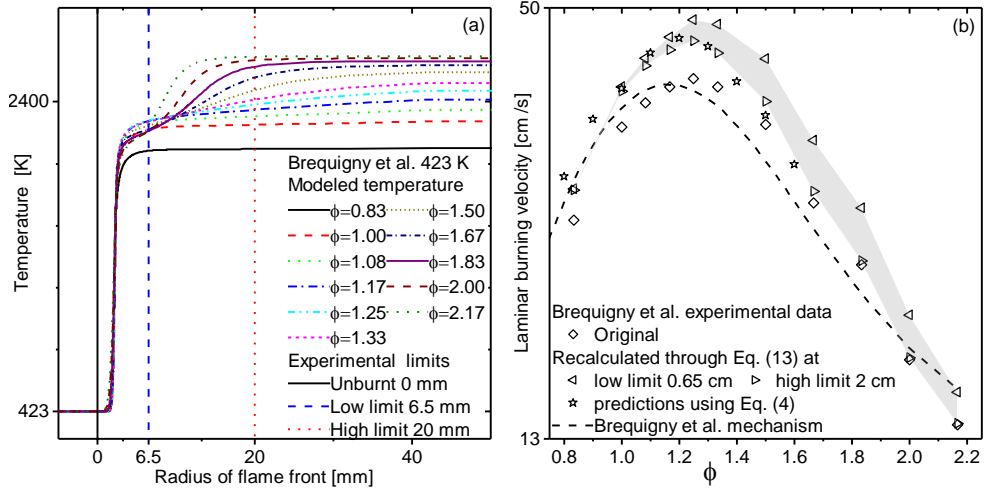 (a)
Temperature [K]
2400
423
Brequigny et al. 423 K
Modeled temperature
ϕ=0.83 ϕ=1.50
ϕ=1.00 ϕ=1.67
ϕ=1.08 ϕ=1.83
ϕ=1.17 ϕ=2.00
ϕ=1.25 ϕ=2.17
ϕ=1.33
Experimental limits
Unburnt 0 mm
Low limit 6.5 mm
High limit 20 mm
0 6.5 20 40
Radius of flame front [mm]
(b)
Laminar burning velocity [cm /s]
50
13
Brequigny et al. experimental data
Original
Recalculated through Eq. (13) at
low limit 0.65 cm high limit 2 cm
predictions using Eq. (4)
Brequigny et al. mechanism
0.8 1.0 1.2 1.4 1.6 1.8 2.0 2.2
ϕ